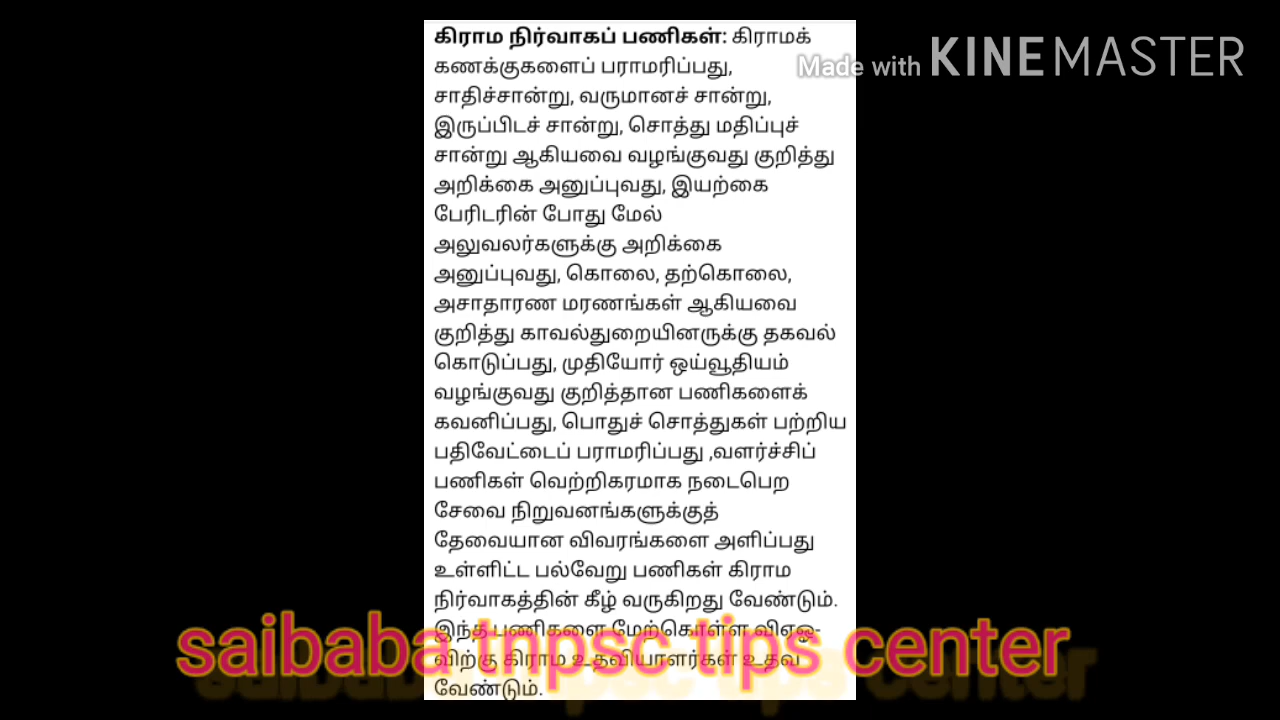 கிராம நிர்வாகப் பணிகள்: கிராமக்
கணக்குகளைப் பராமரிப்பது,
Made with KINEMASTER
சாதிச்சான்று, வருமானச் சான்று,
இருப்பிடச் சான்று, சொத்து மதிப்புச்
சான்று ஆகியவை வழங்குவது குறித்து
அறிக்கை அனுப்புவது, இயற்கை
பேரிடரின் போது மேல்
அலுவலர்களுக்கு அறிக்கை
அனுப்புவது, கொலை, தற்கொலை,
அசாதாரண மரணங்கள் ஆகியவை
குறித்து காவல்துறையினருக்கு தகவல்
கொடுப்பது, முதியோர் ஒய்வூதியம்
வழங்குவது குறித்தான பணிகளைக்
கவனிப்பது, பொதுச் சொத்துகள் பற்றிய
பதிவேட்டைப் பராமரிப்பது ,வளர்ச்சிப்
பணிகள் வெற்றிகரமாக நடைபெற
சேவை நிறுவனங்களுக்குத்
தேவையான விவரங்களை அளிப்பது
உள்ளிட்ட பல்வேறு பணிகள் கிராம
நிர்வாகத்தின் கீழ் வருகிறது வேண்டும்.
இந்த பணிகளை மேற்கொள்ள விஏஓ-
விற்கு கிராம உதவியாளர்கள் உதவ
வேண்டும்.
saibaba tnpsc tips center